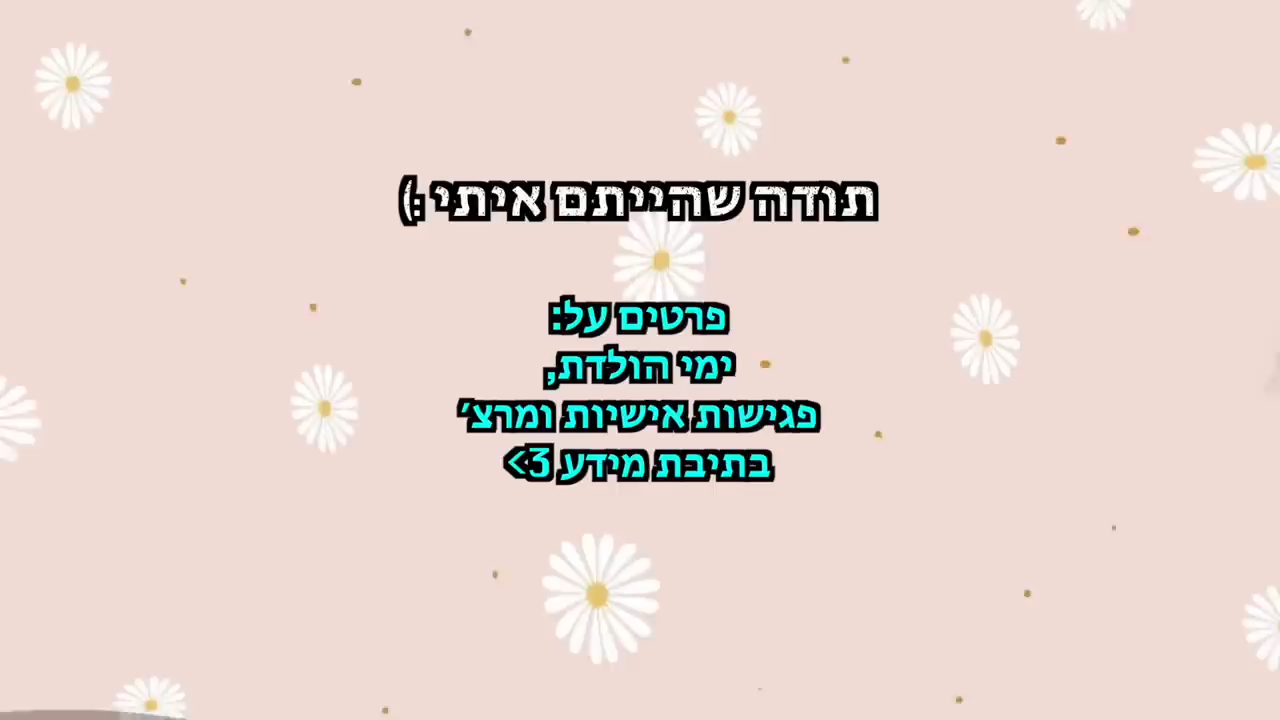 תודה שהייתם איתי :)
פרטים על:
ימי הולדת,
פגישות אישיות ומרצ'
בתיבת מידע <3